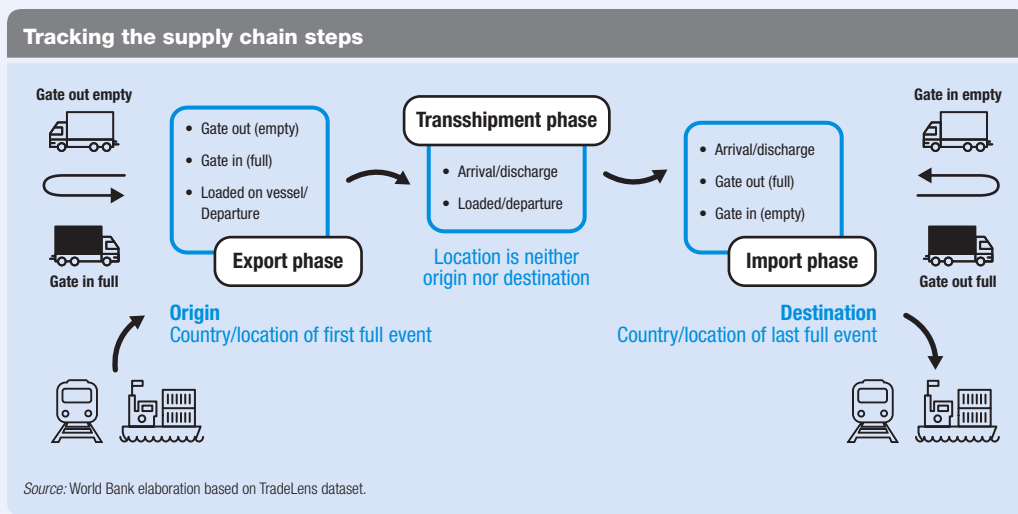 Tracking the supply chain steps
Gate out empty
Gate in full
• Gate out (empty)
• Gate in (full)
• Loaded on vessel/
Departure
Export phase
Origin
Country/location of first full event
Transshipment phase
• Arrival/discharge
• Loaded/departure
Location is neither
origin nor destination
• Arrival/discharge
• Gate out (full)
• Gate in (empty)
Import phase
Destination
Country/location of last full event
Gate in empty
Gate out full
Source: World Bank elaboration based on TradeLens dataset.